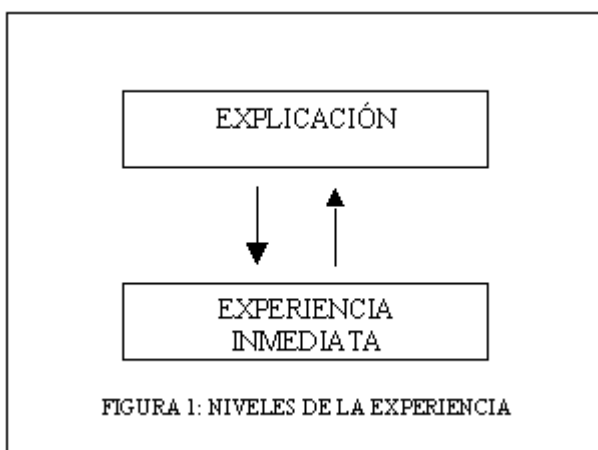 EXPLICACIÓN
EXPERIENCIA
INMEDIATA
FIGURA 1: NIVELES DE LA EXPERIENCIA